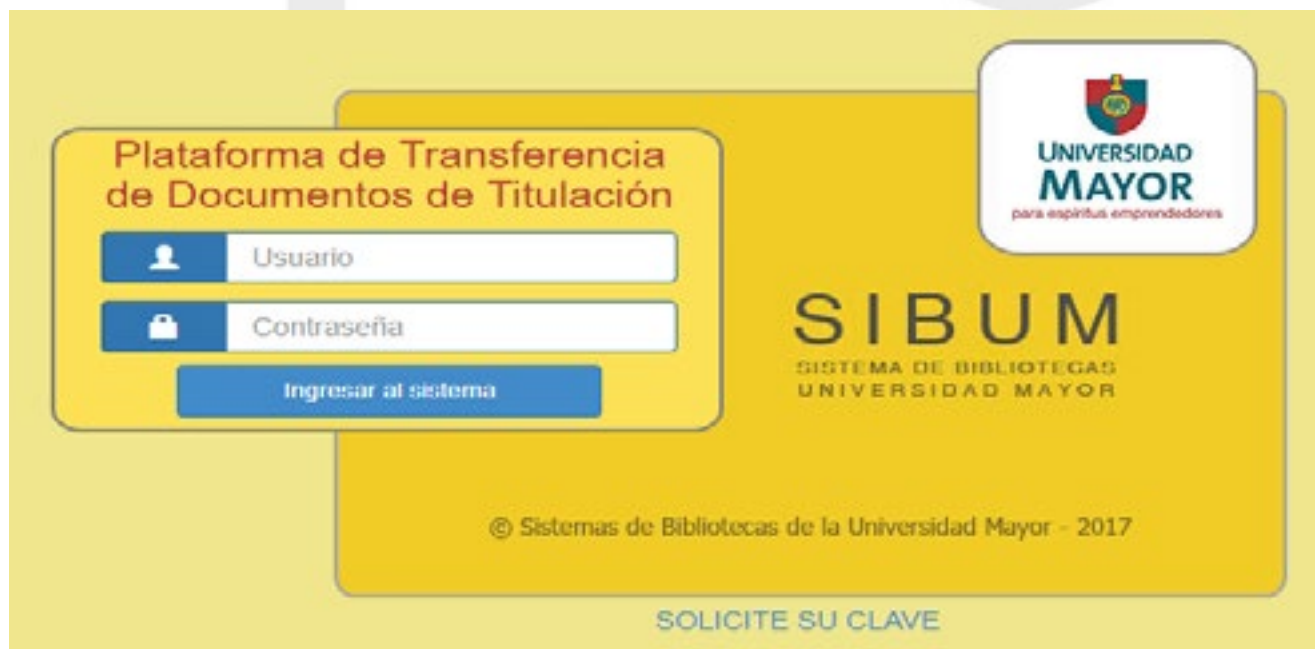 Plataforma de Transferencia
de Documentos de Titulación
Usuario
Contraseña
Ingresar al sistema
UNIVERSIDAD
MAYOR
para espíritus emprendedores
SIBUM
SISTEMA DE BIBLIOTECAS
UNIVERSIDAD MAYOR
© Sistemas de Bibliotecas de la Universidad Mayor - 2017
SOLICITE SU CLAVE